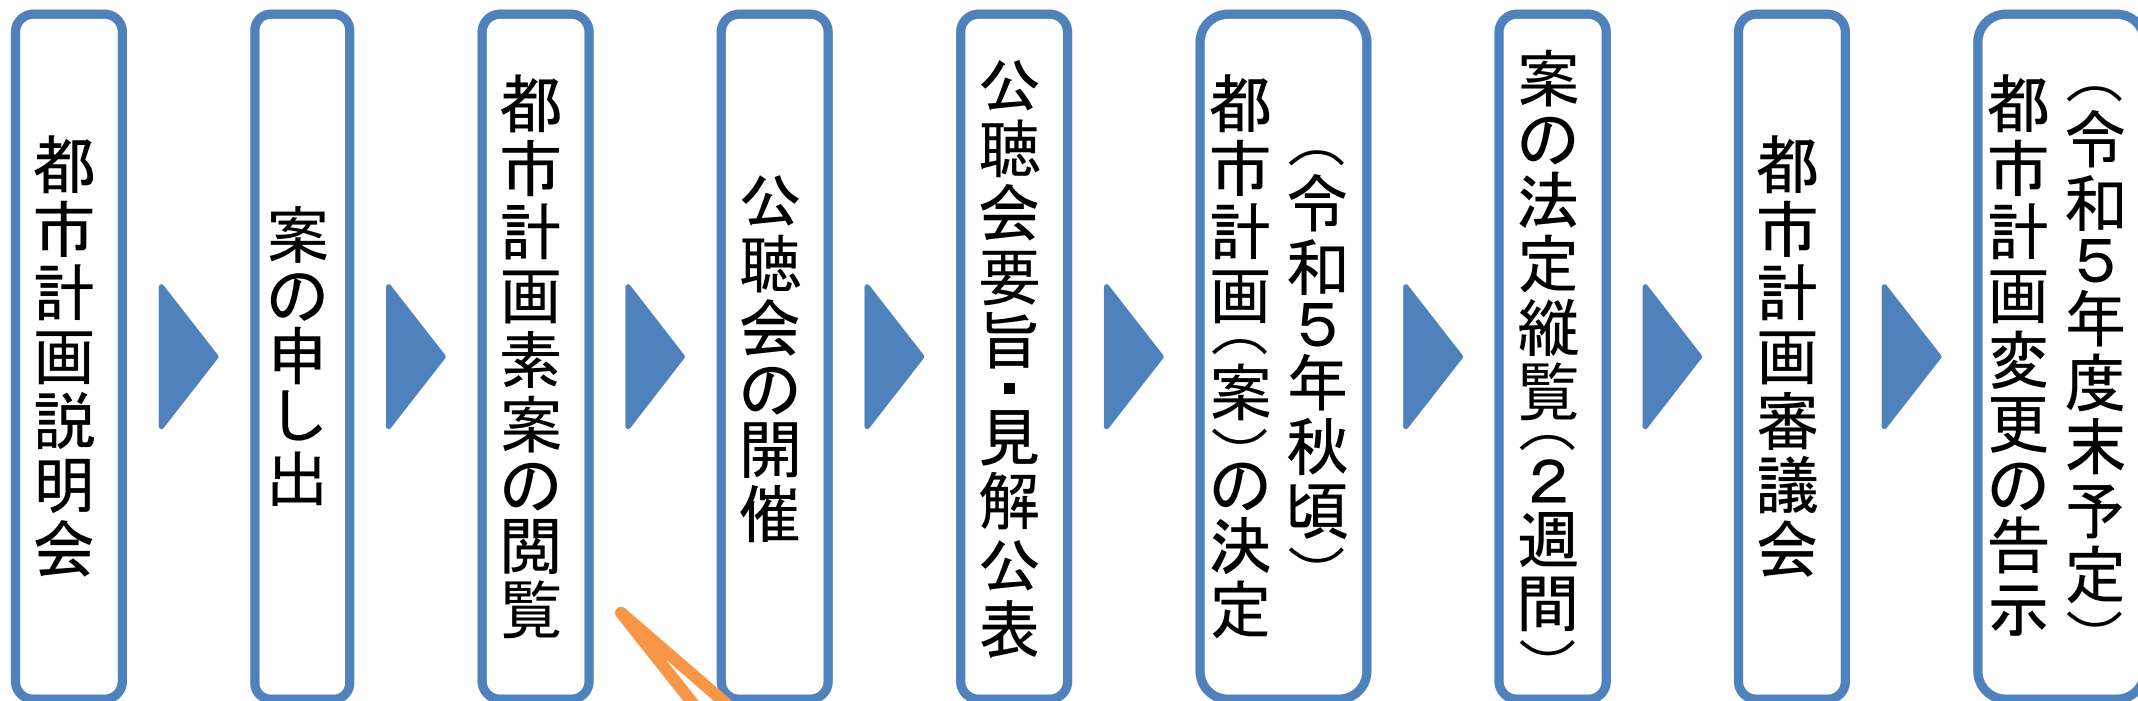 都市計画説明会
案の申し出
都市計画素案の閲覧
公聴会の開催
公聴会要旨・見解公表
（令和５年秋頃）
都市計画（案）の決定
案の法定縦覧（２週間）
都市計画審議会
（令和５年度末予定）
都市計画変更の告示